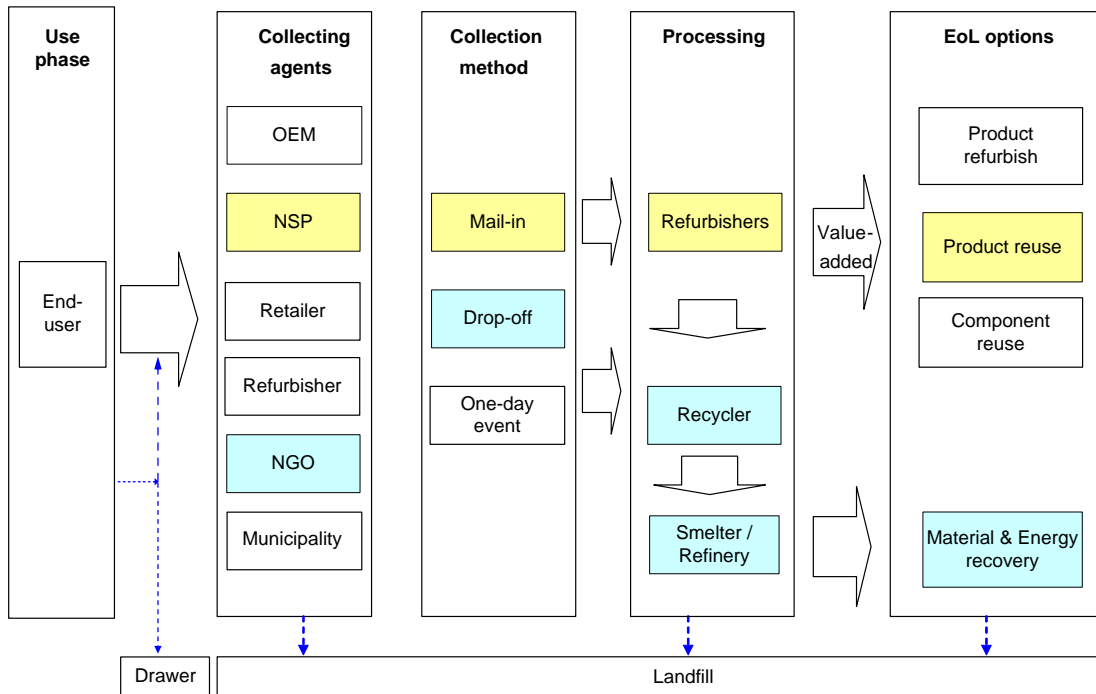 Use
phase
End-
user
Collecting
agents
OEM
NSP
Retailer
Refurbisher
NGO
Municipality
Collection
method
Mail-in
Drop-off
One-day
event
Processing
Refurbishers
Recycler
Smelter /
Refinery
Value-
added
EoL options
Product
refurbish
Product reuse
Component
reuse
Material & Energy
recovery
Drawer
Landfill